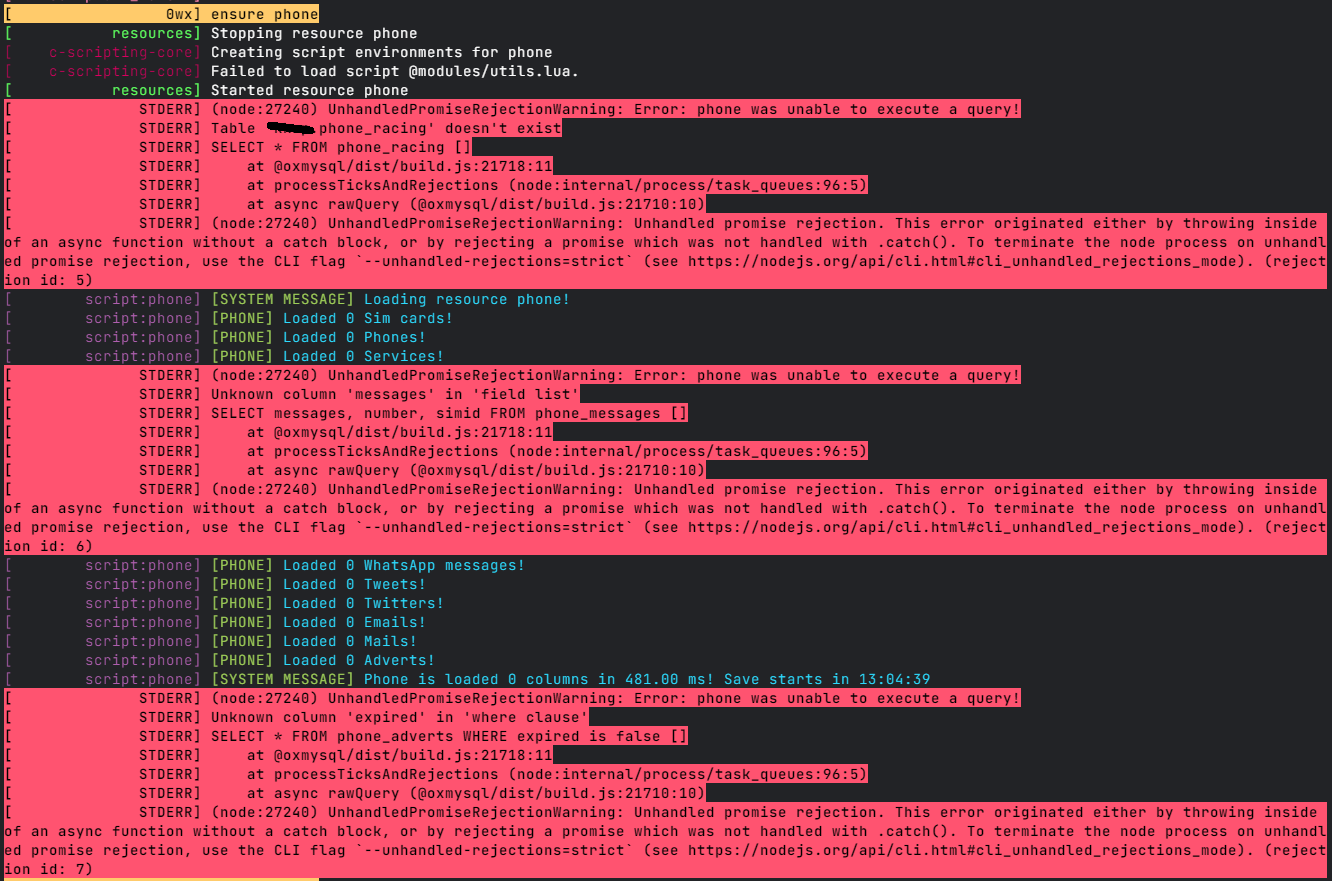 [                 0wx] ensure phone
[           resources] Stopping resource phone
[    c-scripting-core] Creating script environments for phone
[    c-scripting-core] Failed to load script @modules/utils.lua.
[           resources] Started resource phone
[              STDERR] (node:27240) UnhandledPromiseRejectionWarning: Error: phone was unable to execute a query!
[              STDERR] Table phone_racing' doesn't exist
[              STDERR] SELECT * FROM phone_racing []
[              STDERR]     at @oxmysql/dist/build.js:21718:11
[              STDERR]     at processTicksAndRejections (node:internal/process/task_queues:96:5)
[              STDERR]     at async rawQuery (@oxmysql/dist/build.js:21710:10)
[              STDERR] (node:27240) UnhandledPromiseRejectionWarning: Unhandled promise rejection. This error originated either by throwing inside
of an async function without a catch block, or by rejecting a promise which was not handled with .catch(). To terminate the node process on unhandl
ed promise rejection, use the CLI flag `--unhandled-rejections=strict` (see https://nodejs.org/api/cli.html#cli_unhandled_rejections_mode). (reject
ion id: 5)
[        script:phone] [SYSTEM MESSAGE] Loading resource phone!
[        script:phone] [PHONE] Loaded 0 Sim cards!
[        script:phone] [PHONE] Loaded 0 Phones!
[        script:phone] [PHONE] Loaded 0 Services!
[              STDERR] (node:27240) UnhandledPromiseRejectionWarning: Error: phone was unable to execute a query!
[              STDERR] Unknown column 'messages' in 'field list'
[              STDERR] SELECT messages, number, simid FROM phone_messages []
[              STDERR]     at @oxmysql/dist/build.js:21718:11
[              STDERR]     at processTicksAndRejections (node:internal/process/task_queues:96:5)
[              STDERR]     at async rawQuery (@oxmysql/dist/build.js:21710:10)
[              STDERR] (node:27240) UnhandledPromiseRejectionWarning: Unhandled promise rejection. This error originated either by throwing inside
of an async function without a catch block, or by rejecting a promise which was not handled with .catch(). To terminate the node process on unhandl
ed promise rejection, use the CLI flag `--unhandled-rejections=strict` (see https://nodejs.org/api/cli.html#cli_unhandled_rejections_mode). (reject
ion id: 6)
[        script:phone] [PHONE] Loaded 0 WhatsApp messages!
[        script:phone] [PHONE] Loaded 0 Tweets!
[        script:phone] [PHONE] Loaded 0 Twitters!
[        script:phone] [PHONE] Loaded 0 Emails!
[        script:phone] [PHONE] Loaded 0 Mails!
[        script:phone] [PHONE] Loaded 0 Adverts!
[        script:phone] [SYSTEM MESSAGE] Phone is loaded 0 columns in 481.00 ms! Save starts in 13:04:39
[              STDERR] (node:27240) UnhandledPromiseRejectionWarning: Error: phone was unable to execute a query!
[              STDERR] Unknown column 'expired' in 'where clause'
[              STDERR] SELECT * FROM phone_adverts WHERE expired is false []
[              STDERR]     at @oxmysql/dist/build.js:21718:11
[              STDERR]     at processTicksAndRejections (node:internal/process/task_queues:96:5)
[              STDERR]     at async rawQuery (@oxmysql/dist/build.js:21710:10)
[              STDERR] (node:27240) UnhandledPromiseRejectionWarning: Unhandled promise rejection. This error originated either by throwing inside
of an async function without a catch block, or by rejecting a promise which was not handled with .catch(). To terminate the node process on unhandl
ed promise rejection, use the CLI flag `--unhandled-rejections=strict` (see https://nodejs.org/api/cli.html#cli_unhandled_rejections_mode). (reject
ion id: 7)